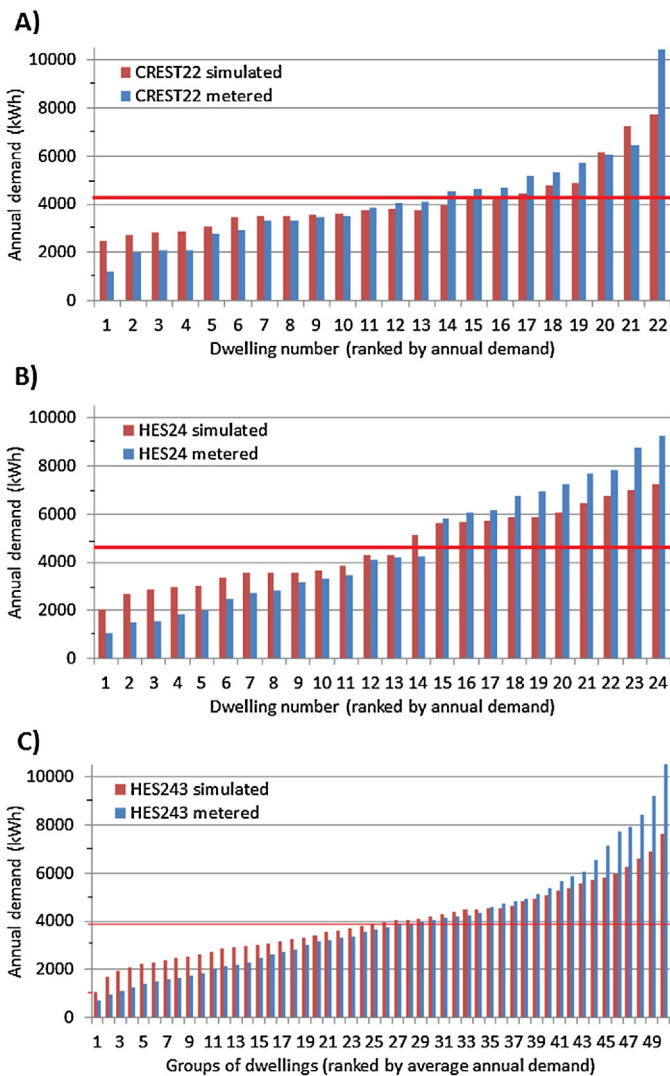 A)
10000
8000
6000
4000
2000
0
Annual demand (kWh)
CREST22 simulated
CREST22 metered
1 2 3 4 5 6 7 8 9 10 11 12 13 14 15 16 17 18 19 20 21 22
Dwelling number (ranked by annual demand)
B)
10000
8000
6000
4000
2000
0
Annual demand (kWh)
HES24 simulated
HES24 metered
1 2 3 4 5 6 7 8 9 10 11 12 13 14 15 16 17 18 19 20 21 22 23 24
Dwelling number (ranked by annual demand)
C)
10000
8000
6000
4000
2000
0
Annual demand (kWh)
HES243 simulated
HES243 metered
1 3 5 7 9 11 13 15 17 19 21 23 25 27 29 31 33 35 37 39 41 43 45 47 49
Groups of dwellings (ranked by average annual demand)